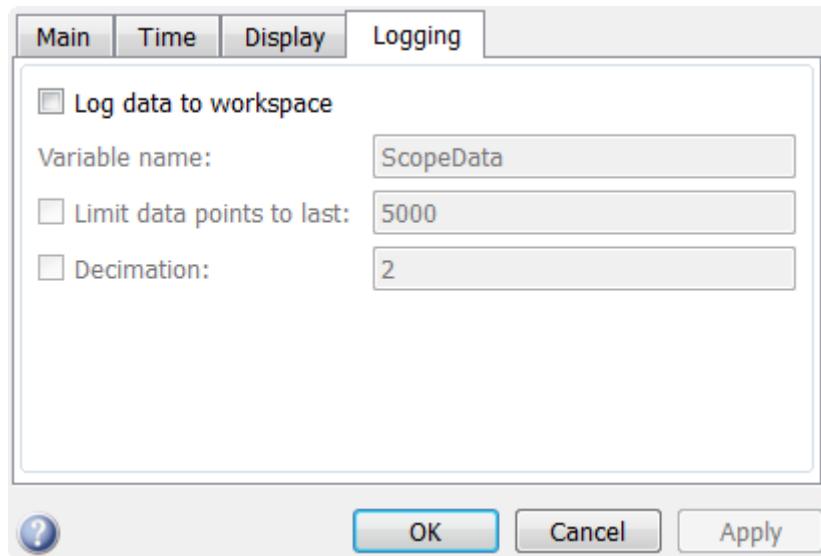 Main Time Display Logging
Log data to workspace
Variable name: ScopeData
Limit data points to last: 5000
Decimation: 2
? OK Cancel Apply